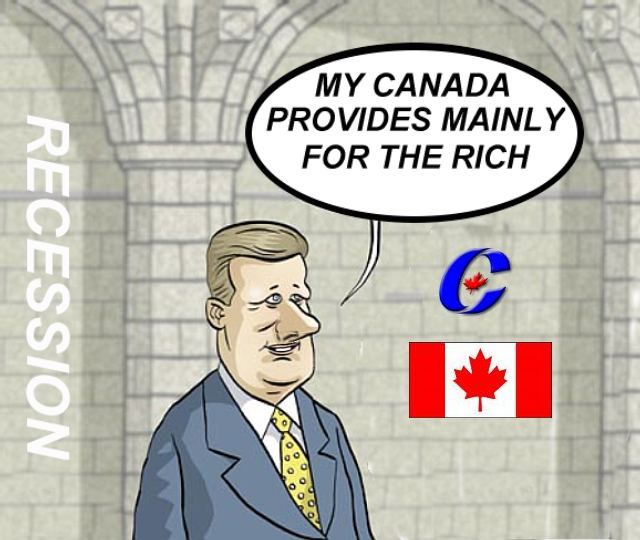 RECESSION
MY CANADA
PROVIDES MAINLY
FOR THE RICH
C